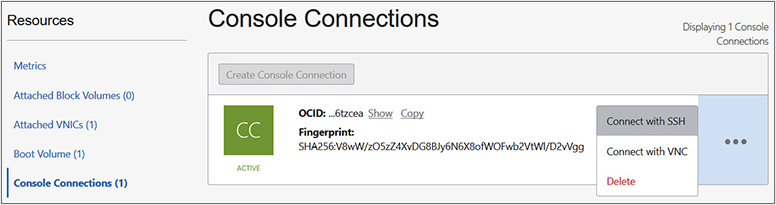 Resources
Metrics
Attached Block Volumes (0)
Attached VNICs (1)
Boot Volume (1)
Console Connections (1)
Console Connections
Displaying 1 Console
Connections
Create Console Connection
CC
ACTIVE
OCID: ...6tzcea Show Copy
Fingerprint:
SHA256:V8wW/zO5zZ4XvDG8BJy6N6X8ofWOFwb2VtWl/D2vVgg
Connect with SSH
Connect with VNC
Delete